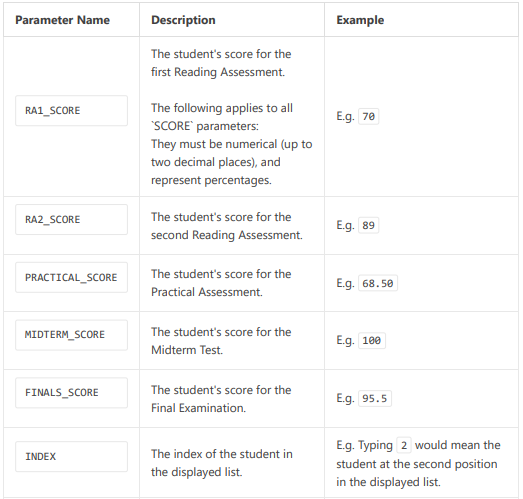 Parameter Name Description Example
RA1_SCORE
The student's score for the
first Reading Assessment.
The following applies to all
`SCORE` parameters:
They must be numerical (up to
two decimal places), and
represent percentages.
E.g. 70
RA2_SCORE
The student's score for the
second Reading Assessment.
E.g. 89
PRACTICAL_SCORE
The student's score for the
Practical Assessment.
E.g. 68.50
MIDTERM_SCORE
The student's score for the
Midterm Test.
E.g. 100
FINALS_SCORE
The student's score for the
Final Examination.
E.g. 95.5
INDEX
The index of the student in
the displayed list.
E.g. Typing 2 would mean the
student at the second position
in the displayed list.